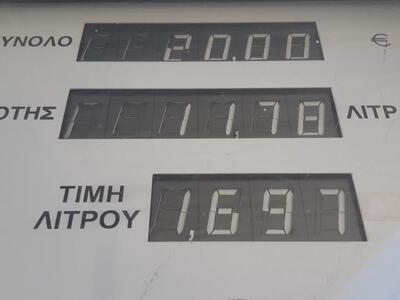 ΥΝΟΛΟ 20,00 €
ΟΤΗΣ 11,78 ΛΙΤΡ
ΤΙΜΗ
ΛΙΤΡΟΥ 1,697